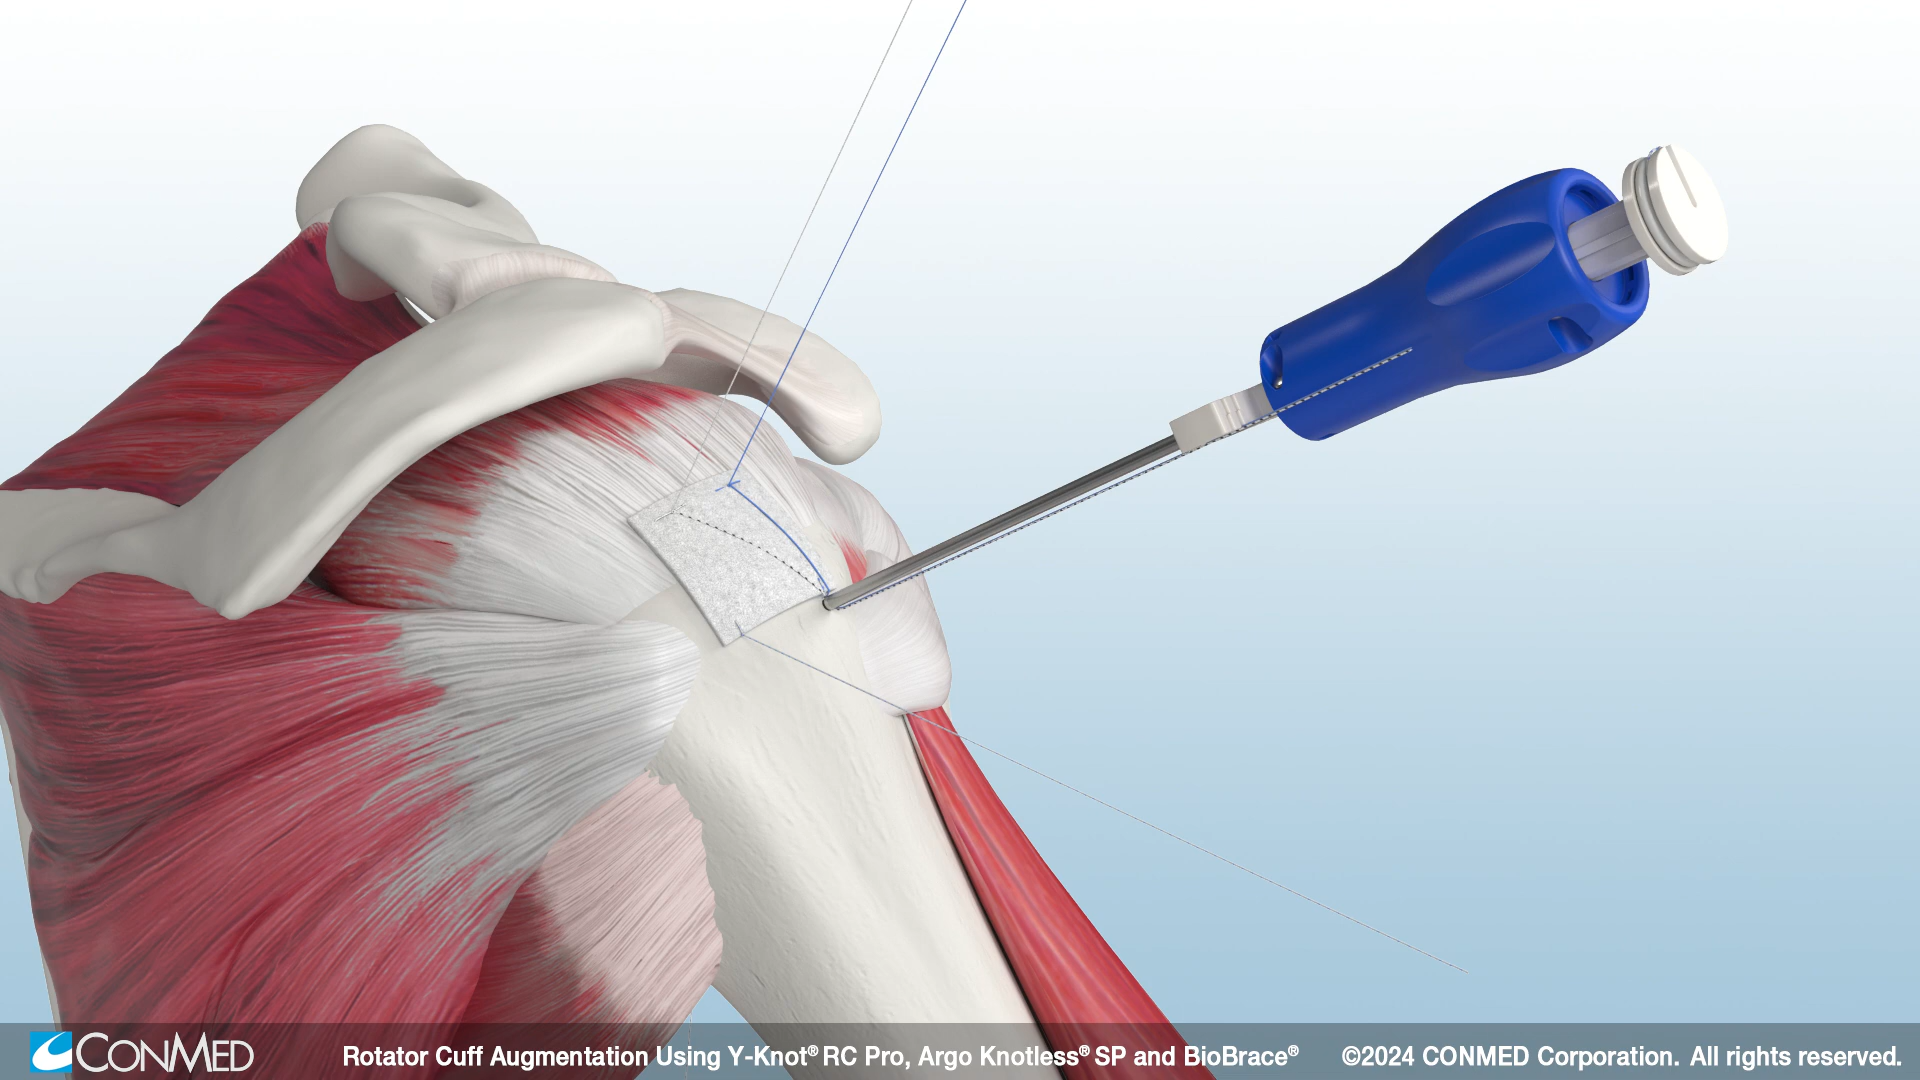 CONMED Rotator Cuff Augmentation Using Y-Knot® RC Pro, Argo Knotless® SP and BioBrace® ©2024 CONMED Corporation. All rights reserved.